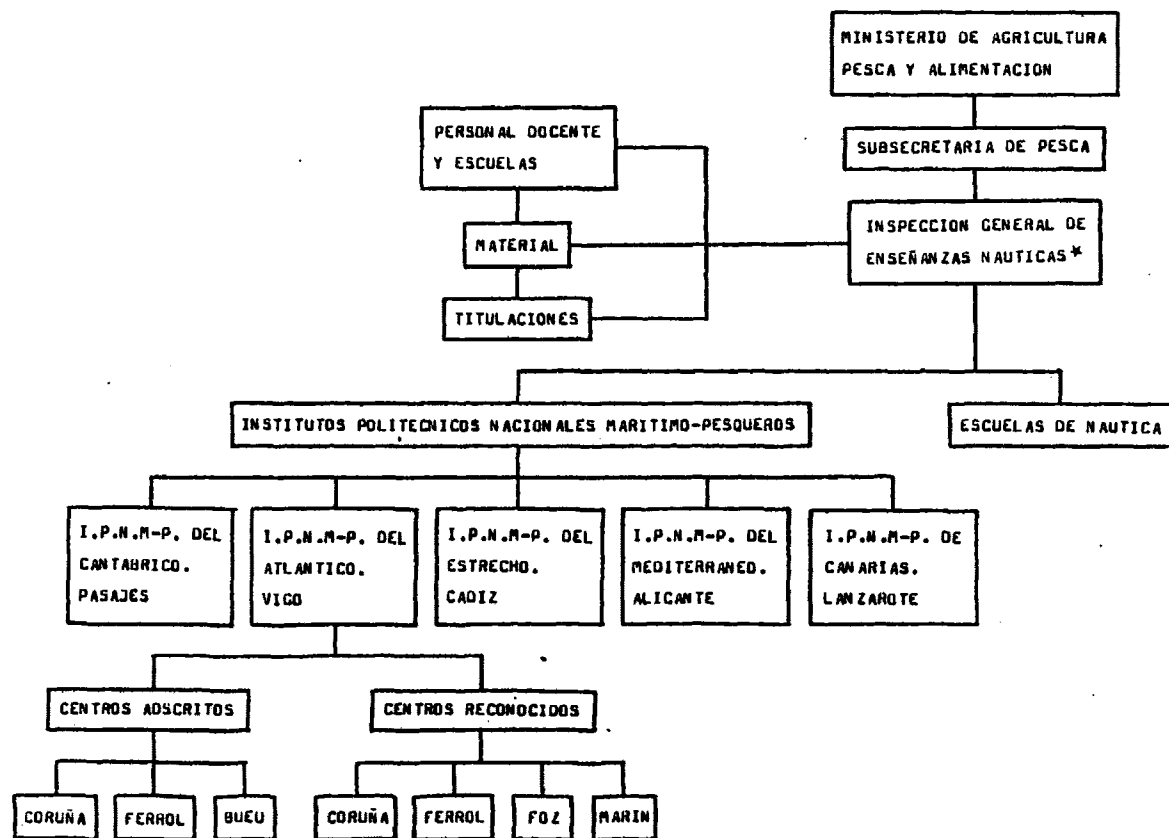 MINISTERIO DE AGRICULTURA
PESCA Y ALIMENTACION
PERSONAL DOCENTE
Y ESCUELAS
SUBSECRETARIA DE PESCA
MATERIAL
INSPECCION GENERAL DE
ENSEÑANZAS NAUTICAS*
TITULACIONES
INSTITUTOS POLITECNICOS NACIONALES MARITIMO-PESQUEROS
ESCUELAS DE NAUTICA
I.P.N.M-P. DEL
CANTABRICO.
PASAJES
I.P.N.M-P. DEL
ATLANTICO.
VIGO
I.P.N.M-P. DEL
ESTRECHO.
CADIZ
I.P.N.M-P. DEL
MEDITERRANEO.
ALICANTE
I.P.N.M-P. DE
CANARIAS.
LANZAROTE
CENTROS ADSCRITOS
CENTROS RECONOCIDOS
CORUÑA
FERROL
BUEU
CORUÑA
FERROL
FOZ
MARIN